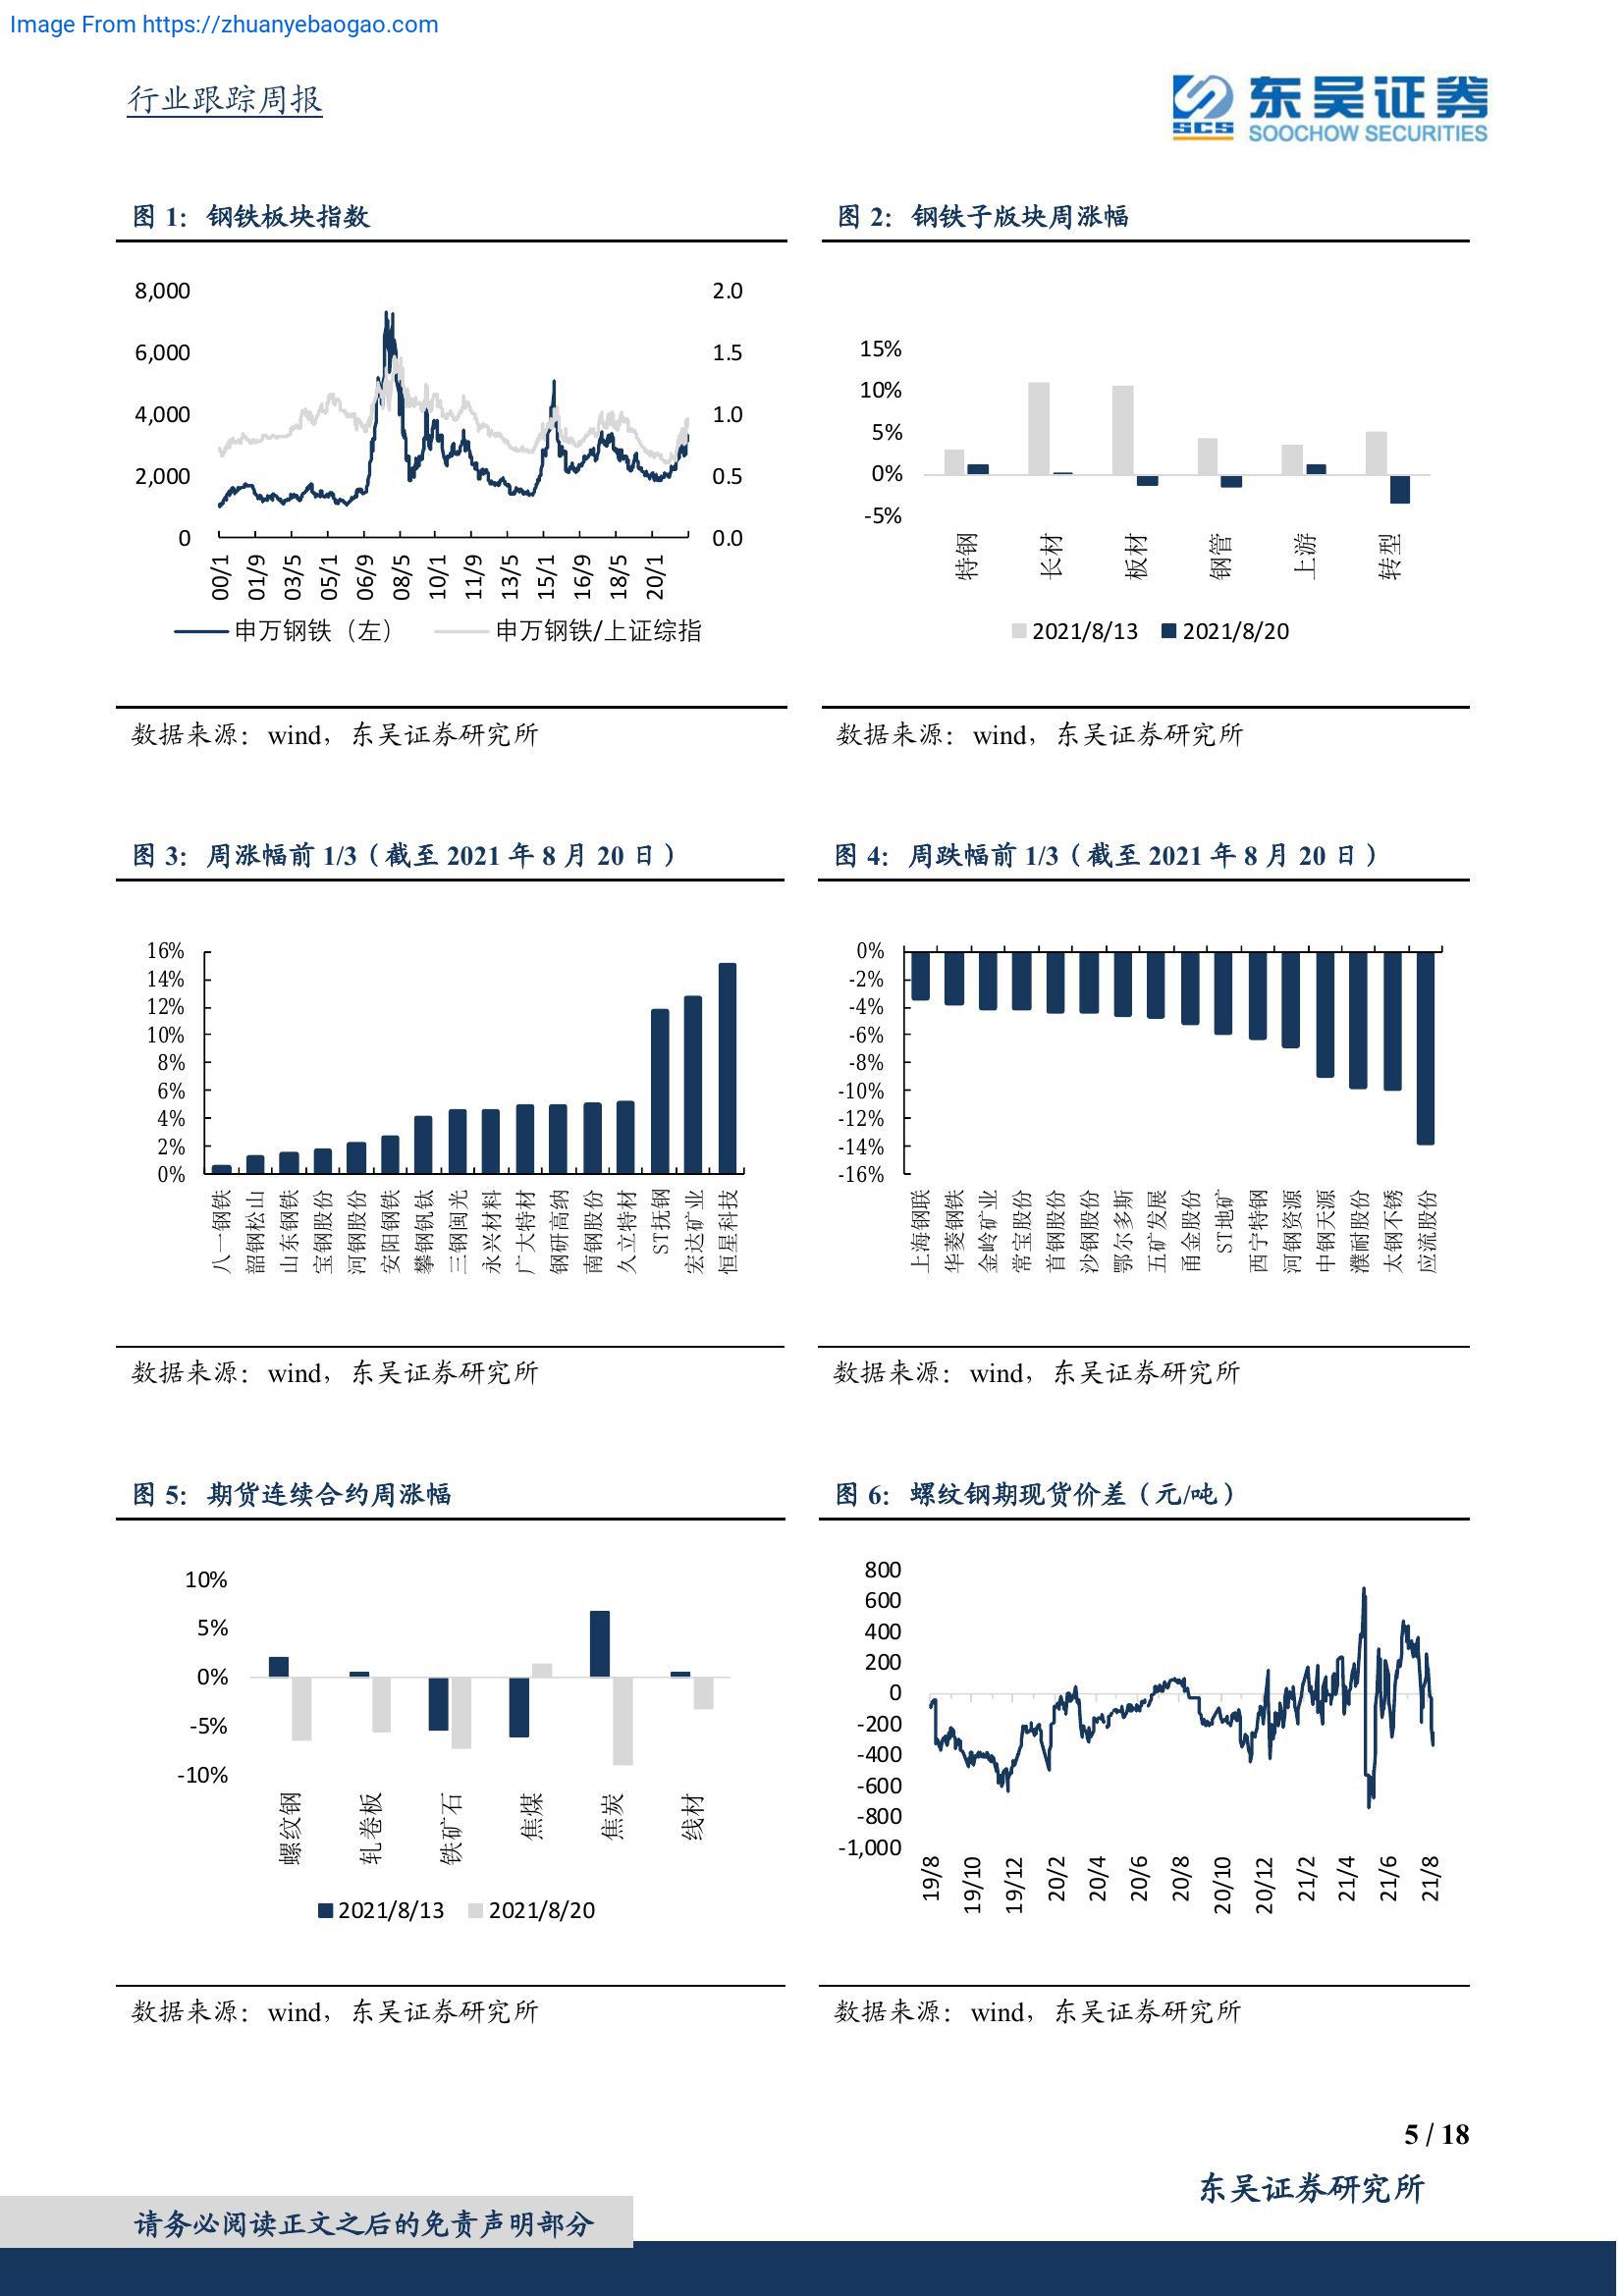 Image From https://zhuanyebaogao.com
行业跟踪周报
SCS 东吴证券
SOOCHOW SECURITIES
图 1：钢铁板块指数
8,000
6,000
4,000
2,000
0
2.0
1.5
1.0
0.5
0.0
00/1 01/9 03/5 05/1 06/9 08/5 10/1 11/9 13/5 15/1 16/9 18/5 20/1
申万钢铁（左） 申万钢铁/上证综指
数据来源：wind，东吴证券研究所
图 2：钢铁子版块周涨幅
15%
10%
5%
0%
-5%
特钢 长材 板材 钢管 上游 转型
2021/8/13 2021/8/20
数据来源：wind，东吴证券研究所
图 3：周涨幅前 1/3（截至 2021 年 8 月 20 日）
16%
14%
12%
10%
8%
6%
4%
2%
0%
八一钢铁 韶钢松山 山东钢铁 宝钢股份 河钢股份 安阳钢铁 攀钢钒钛 三钢闽光 永兴材料 广大特材 钢研高纳 南钢股份 久立特材 ST抚钢 宏达矿业 恒星科技
数据来源：wind，东吴证券研究所
图 4：周跌幅前 1/3（截至 2021 年 8 月 20 日）
0%
-2%
-4%
-6%
-8%
-10%
-12%
-14%
-16%
上海钢联 华菱钢铁 金岭矿业 常宝股份 首钢股份 沙钢股份 鄂尔多斯 五矿发展 甬金股份 ST地矿 西宁特钢 河钢资源 中钢天源 濮耐股份 太钢不锈 应流股份
数据来源：wind，东吴证券研究所
图 5：期货连续合约周涨幅
10%
5%
0%
-5%
-10%
螺纹钢 轧卷板 铁矿石 焦煤 焦炭 线材
2021/8/13 2021/8/20
数据来源：wind，东吴证券研究所
图 6：螺纹钢期现货价差（元/吨）
800
600
400
200
0
-200
-400
-600
-800
-1,000
19/8 19/10 19/12 20/2 20/4 20/6 20/8 20/10 20/12 21/2 21/4 21/6 21/8
数据来源：wind，东吴证券研究所
5 / 18
东吴证券研究所
请务必阅读正文之后的免责声明部分